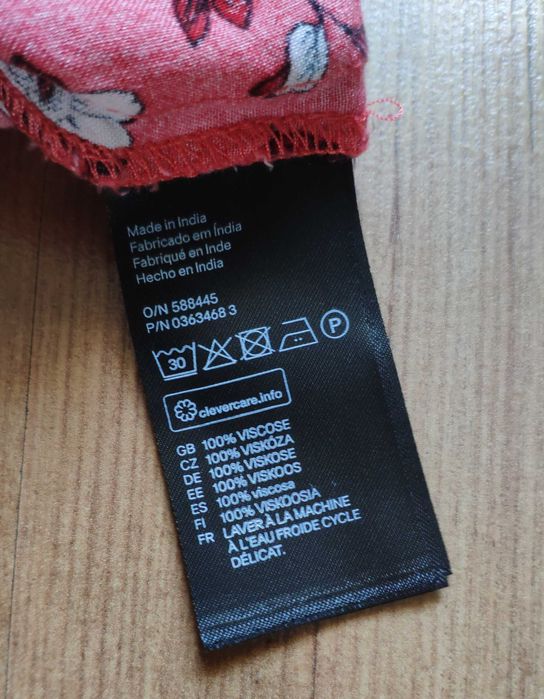 Made in India
Fabricado em Índia
Fabriqué en Inde
Hecho en India
O/N 588445
P/N 0363468 3
30 P
clevercare.info
GB 100% VISCOSE
CZ 100% VISKÓZA
DE 100% VISKOSE
EE 100% VISKOOS
ES 100% viscosa
FI 100% VISKOOSIA
FR LAVER À LA MACHINE
À L'EAU FROIDE CYCLE
DÉLICAT.